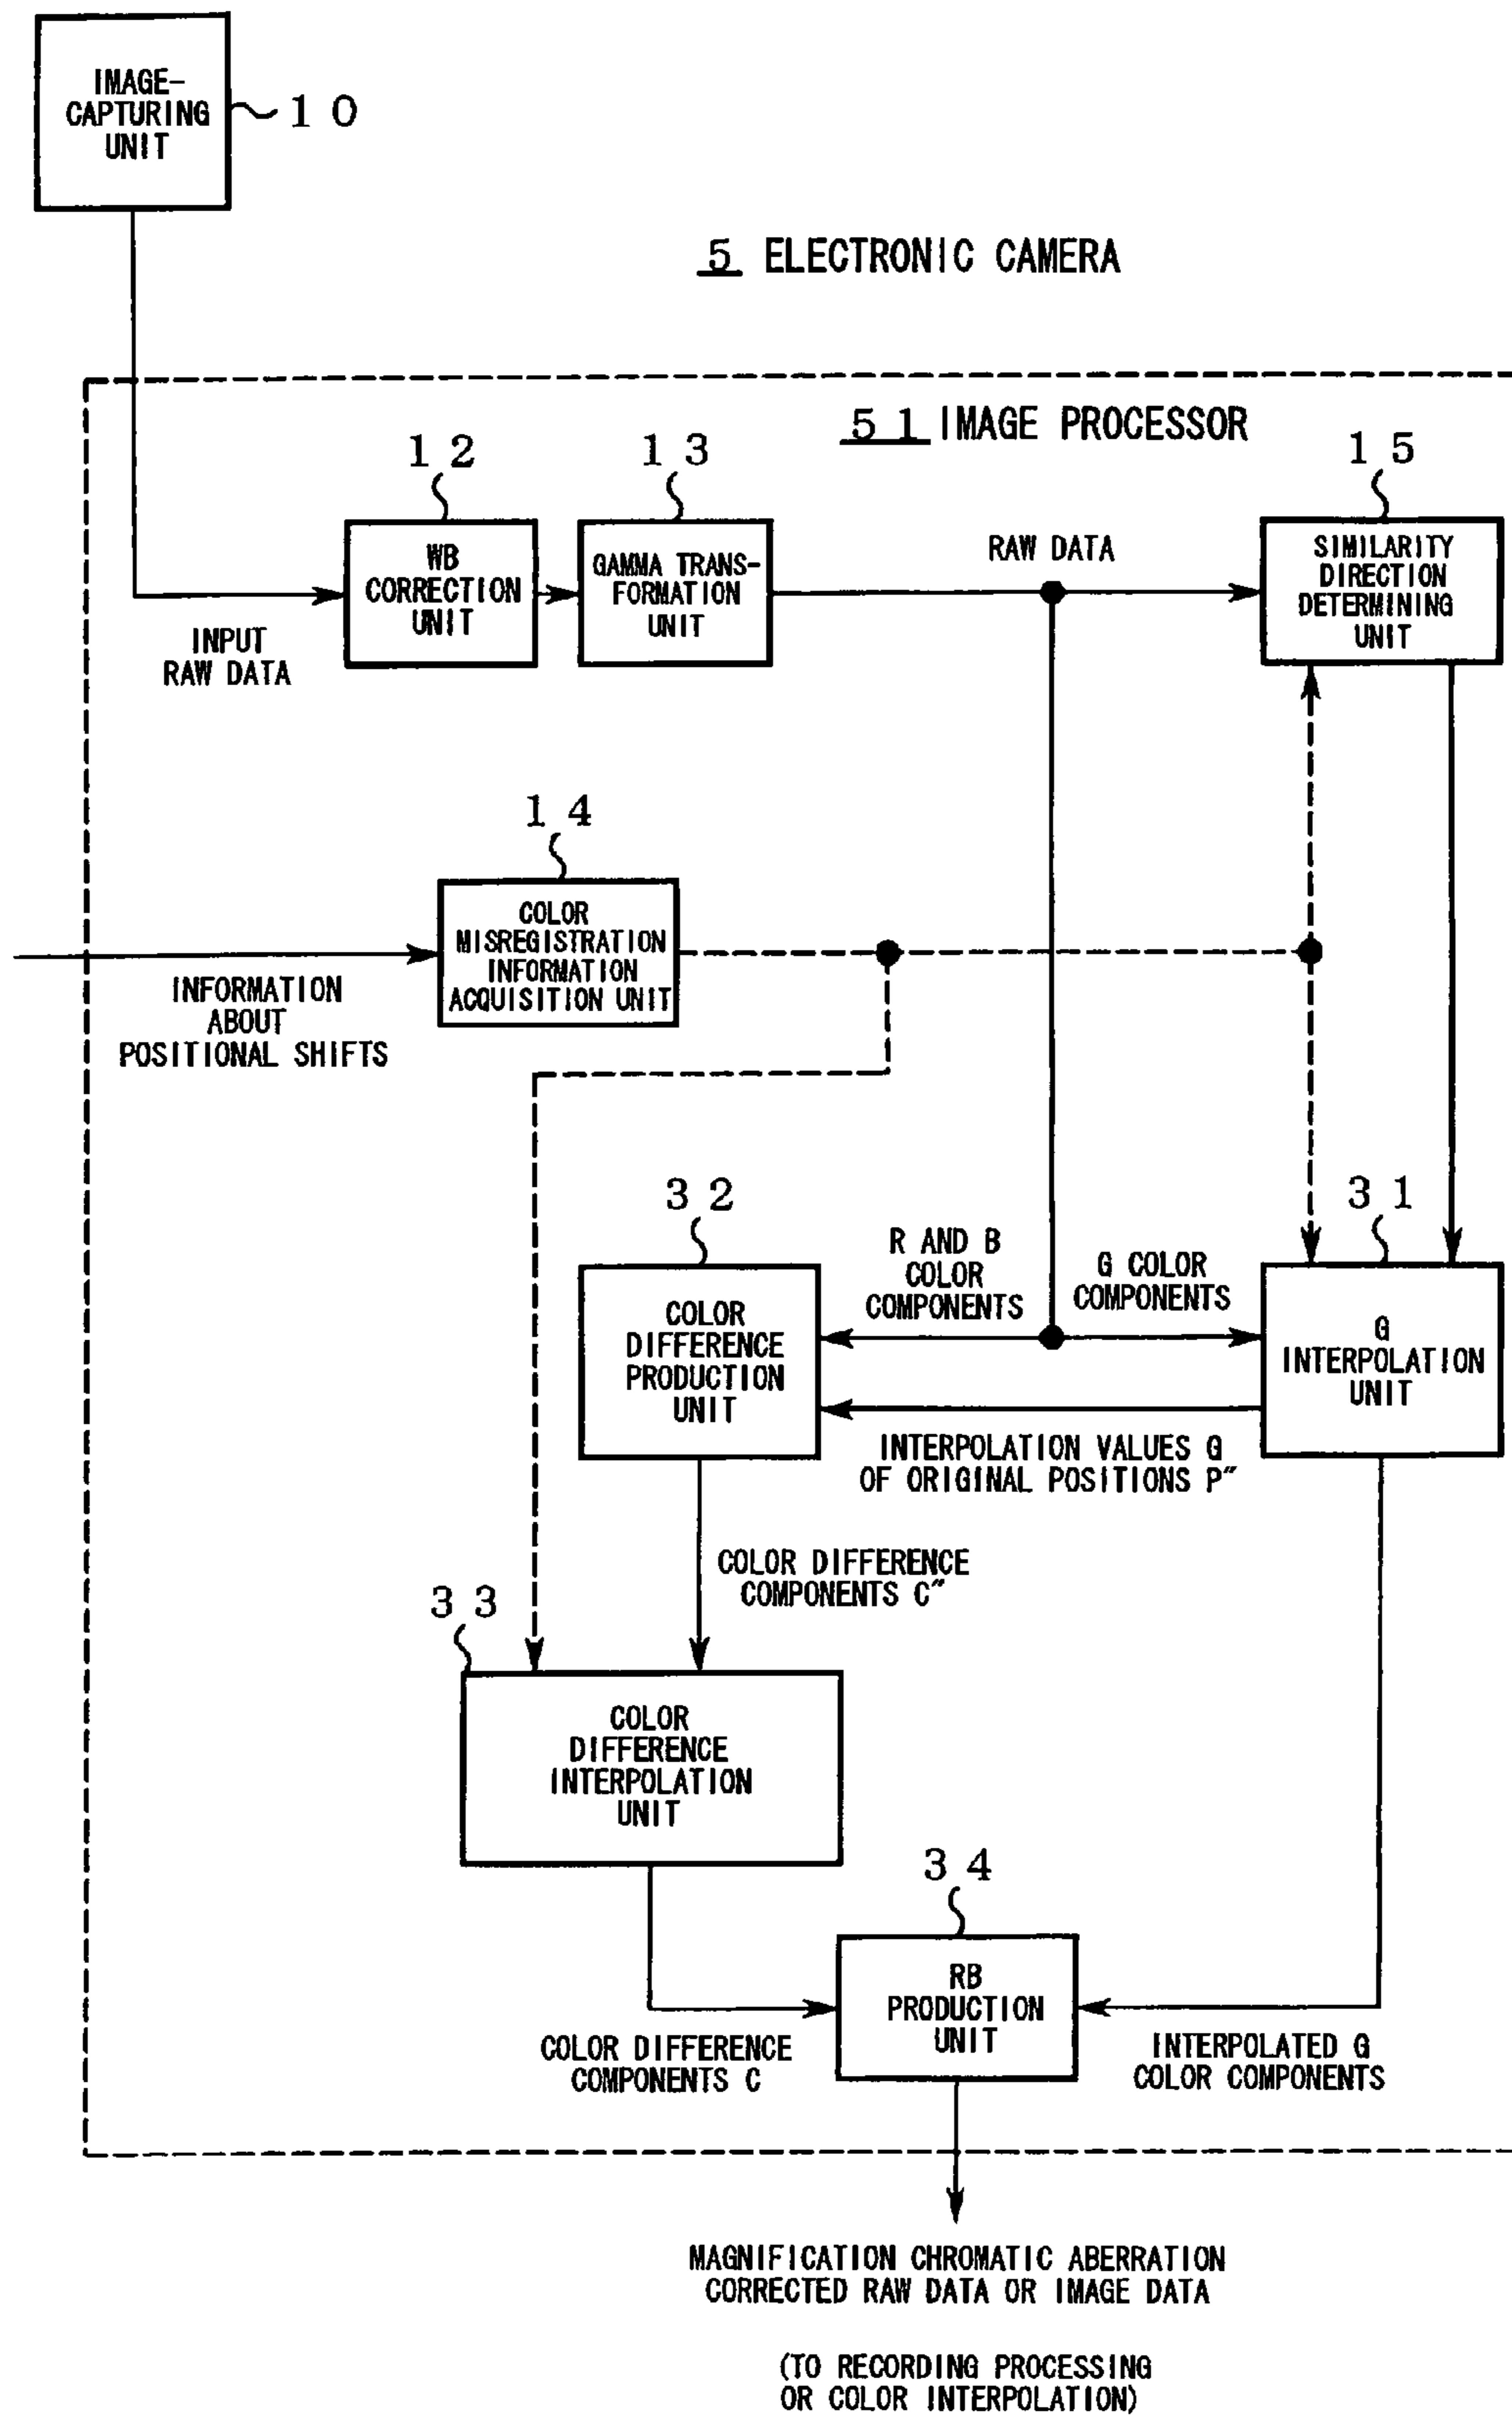 IMAGE-
CAPTURING
UNIT
10
5 ELECTRONIC CAMERA
51 IMAGE PROCESSOR
12
13
15
WB
CORRECTION
UNIT
GAMMA TRANS-
FORMATION
UNIT
RAW DATA
SIMILARITY
DIRECTION
DETERMINING
UNIT
INPUT
RAW DATA
14
COLOR
MISREGISTRATION
INFORMATION
ACQUISITION UNIT
INFORMATION
ABOUT
POSITIONAL SHIFTS
32
31
R AND B
COLOR
COMPONENTS
G COLOR
COMPONENTS
COLOR
DIFFERENCE
PRODUCTION
UNIT
G
INTERPOLATION
UNIT
INTERPOLATION VALUES G
OF ORIGINAL POSITIONS P″
COLOR DIFFERENCE
COMPONENTS C″
33
COLOR
DIFFERENCE
INTERPOLATION
UNIT
34
RB
PRODUCTION
UNIT
COLOR DIFFERENCE
COMPONENTS C
INTERPOLATED G
COLOR COMPONENTS
MAGNIFICATION CHROMATIC ABERRATION
CORRECTED RAW DATA OR IMAGE DATA
(TO RECORDING PROCESSING
OR COLOR INTERPOLATION)